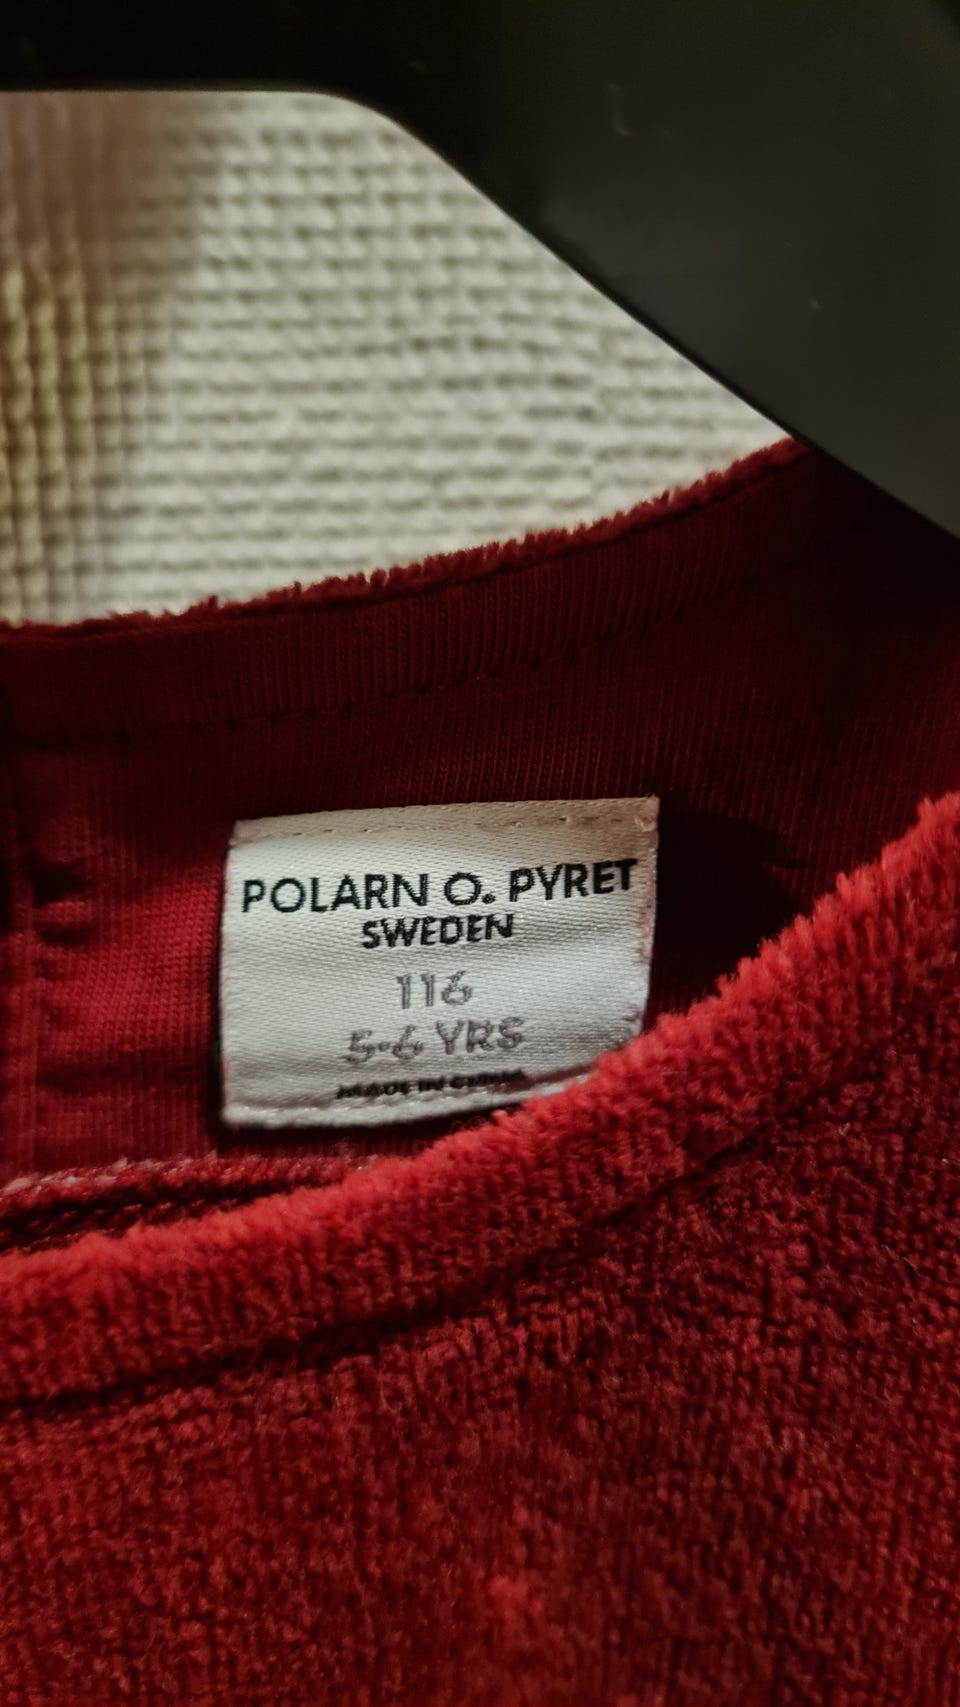 POLARN O. PYRET
SWEDEN
116
5-6 YRS
MADE IN CHINA